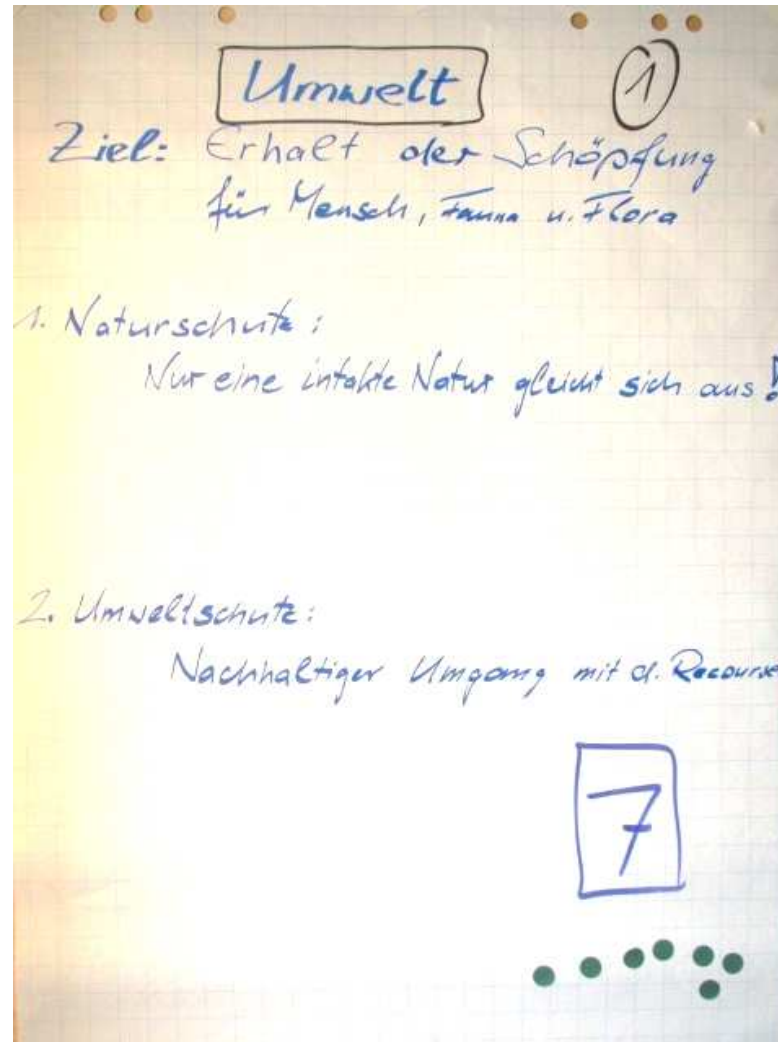 Umwelt 1
Ziel: Erhalt der Schöpfung
für Mensch, Fauna u. Flora
1. Naturschutz:
Nur eine intakte Natur gleicht sich aus!
2. Umweltschutz:
Nachhaltiger Umgang mit d. Recourse
7